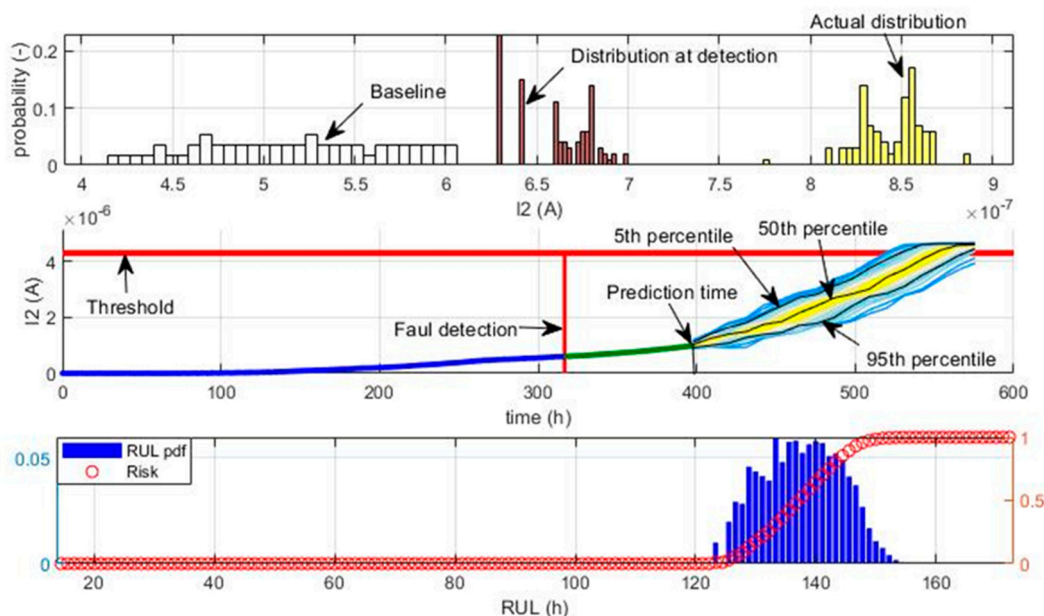 Actual distribution
Distribution at detection
Baseline
probability (-)
0.2
0.1
0
4 4.5 5 5.5 6 6.5 7 7.5 8 8.5 9
I2 (A)
×10⁻⁷
×10⁻⁶
50th percentile
5th percentile
Prediction time
Threshold
Faul detection
95th percentile
I2 (A)
4
2
0
0 100 200 300 400 500 600
time (h)
RUL pdf
Risk
0.05
0
1
0.5
0
20 40 60 80 100 120 140 160
RUL (h)